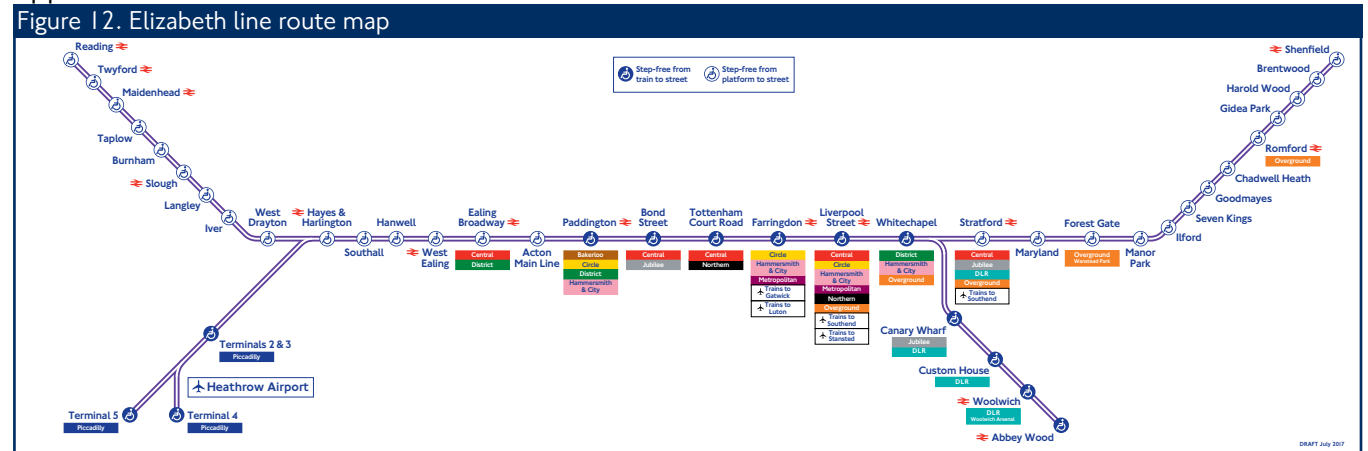 Figure 12. Elizabeth line route map
Reading
Twyford
Maidenhead
Taplow
Burnham
Slough
Langley
Iver
West
Drayton
Hayes &
Harlington
Southall
Hanwell
West
Ealing
Ealing
Broadway
Central
District
Acton
Main Line
Paddington
Bakerloo
Circle
District
Hammersmith
& City
Bond
Street
Central
Jubilee
Tottenham
Court Road
Central
Northern
Farringdon
Circle
Hammersmith
& City
Metropolitan
Trains to
Gatwick
Trains to
Luton
Liverpool
Street
Central
Circle
Hammersmith
& City
Metropolitan
Northern
Overground
Trains to
Southend
Trains to
Stansted
Whitechapel
District
Hammersmith
& City
Overground
Stratford
Central
Jubilee
DLR
Overground
Trains to
Southend
Maryland
Forest Gate
Overground
Wanstead Park
Manor
Park
Ilford
Seven Kings
Goodmayes
Chadwell Heath
Romford
Overground
Gidea Park
Harold Wood
Brentwood
Shenfield
Step-free from
train to street
Step-free from
platform to street
Terminals 2 & 3
Piccadilly
Heathrow Airport
Terminal 5
Piccadilly
Terminal 4
Piccadilly
Canary Wharf
Jubilee
DLR
Custom House
DLR
Woolwich
DLR
Woolwich Arsenal
Abbey Wood
DRAFT July 2017